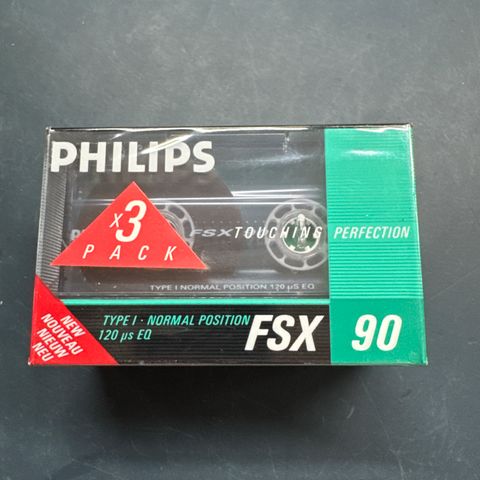 PHILIPS
x3
PACK
FSX TOUCHING PERFECTION
TYPE I NORMAL POSITION 120 µs EQ
TYPE I · NORMAL POSITION
120 µs EQ
FSX 90
NEW
NOUVEAU
NIEUW
NEU